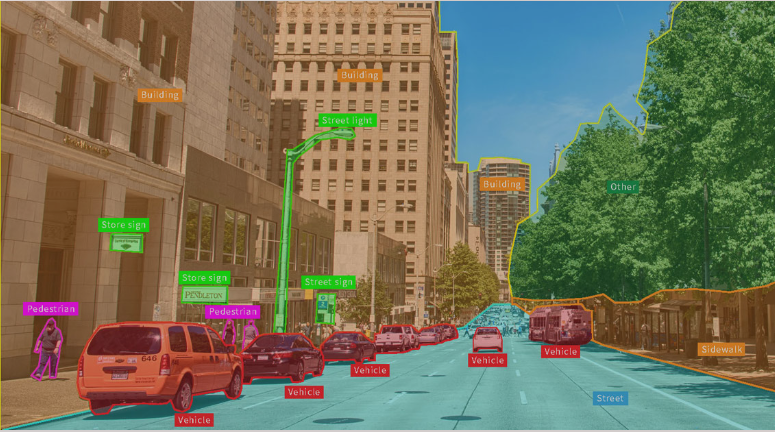 Building
Street light
Building
Building
Other
Store sign
Store sign
PENDLETON
Street sign
Pedestrian
Pedestrian
646
Sidewalk
Vehicle
Vehicle
Vehicle
Vehicle
Vehicle
Street